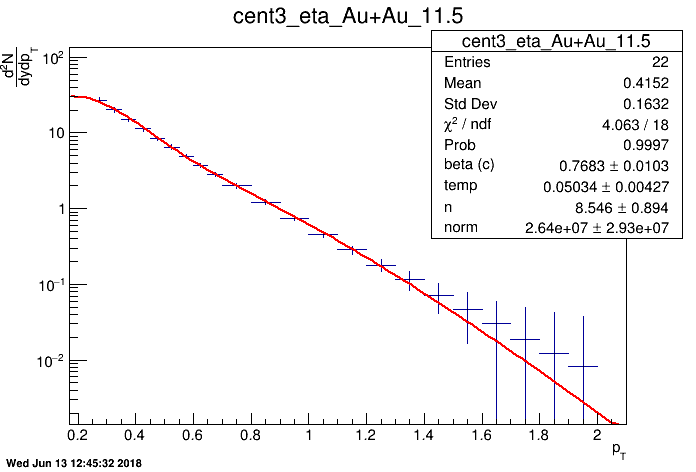 cent3_eta_Au+Au_11.5
cent3_eta_Au+Au_11.5
Entries 22
Mean 0.4152
Std Dev 0.1632
χ² / ndf 4.063 / 18
Prob 0.9997
beta (c) 0.7683 ± 0.0103
temp 0.05034 ± 0.00427
n 8.546 ± 0.894
norm 2.64e+07 ± 2.93e+07
d²N
dydp_T
10²
10
1
10⁻¹
10⁻²
0.2 0.4 0.6 0.8 1 1.2 1.4 1.6 1.8 2
p_T
Wed Jun 13 12:45:32 2018